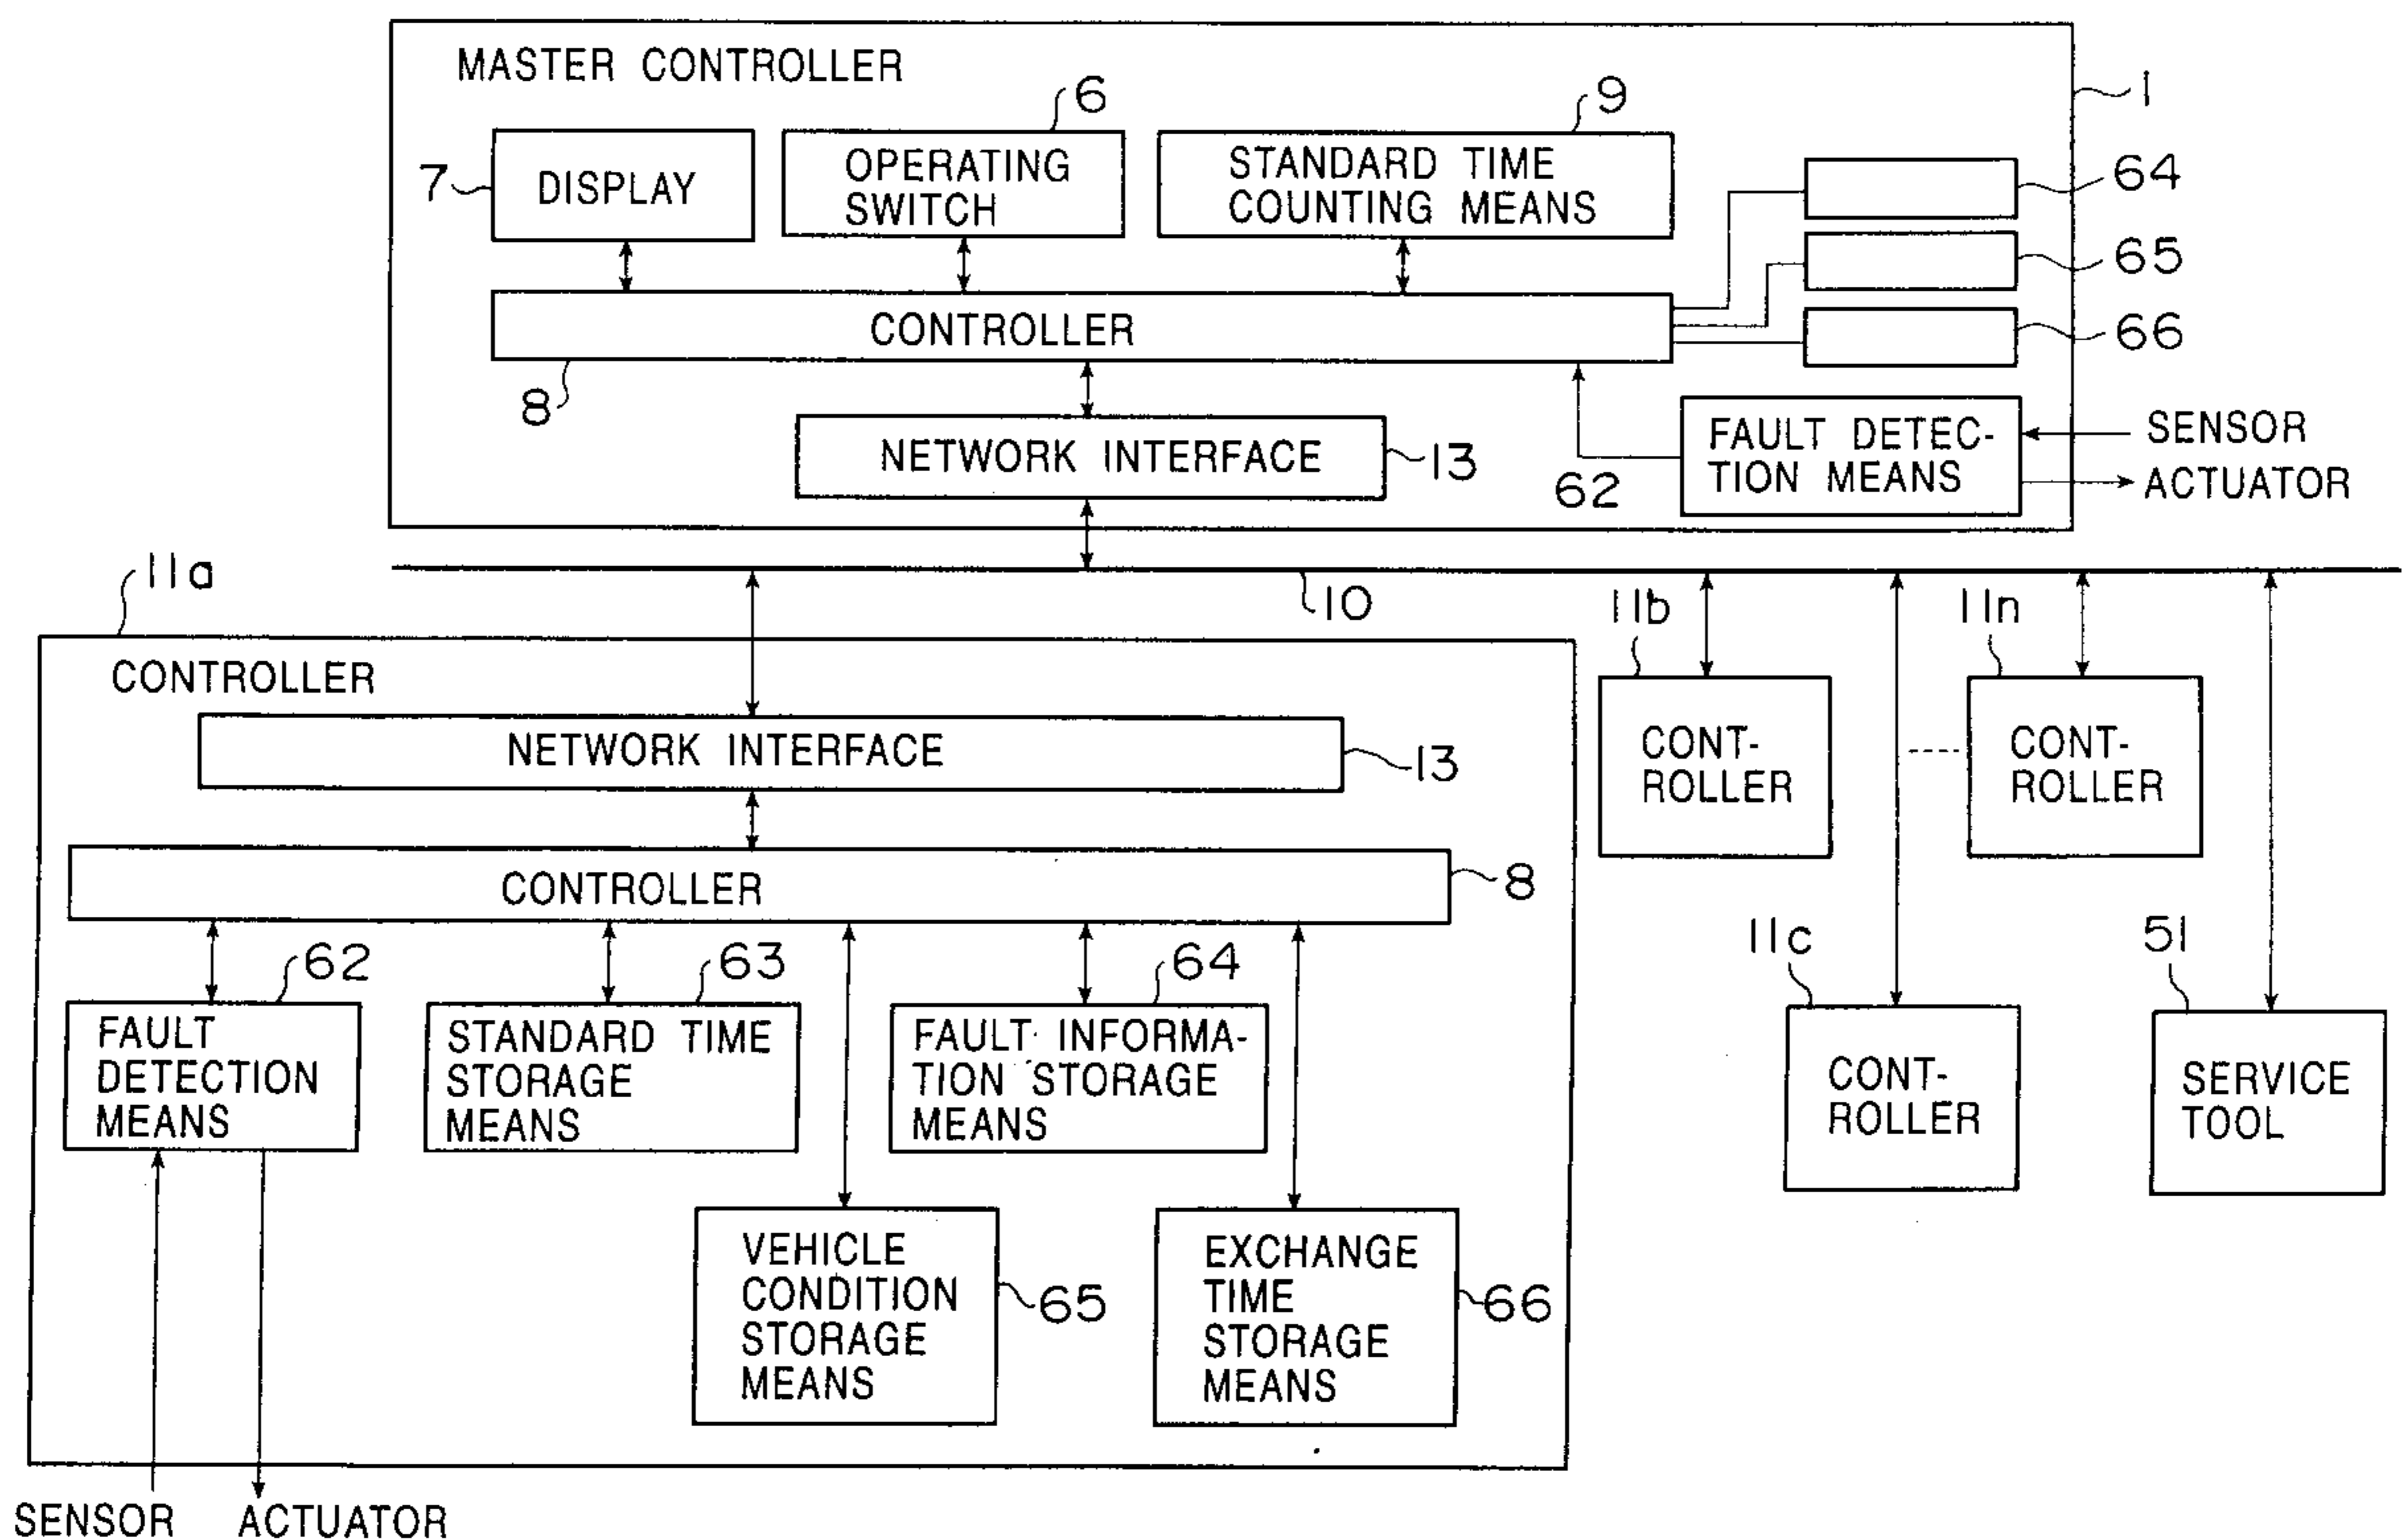 MASTER CONTROLLER
1
6
9
7
DISPLAY
OPERATING
SWITCH
STANDARD TIME
COUNTING MEANS
64
65
66
CONTROLLER
8
NETWORK INTERFACE
13
62
FAULT DETEC-
TION MEANS
SENSOR
ACTUATOR
10
11a
CONTROLLER
NETWORK INTERFACE
13
CONTROLLER
8
62
FAULT
DETECTION
MEANS
63
STANDARD TIME
STORAGE
MEANS
64
FAULT INFORMA-
TION STORAGE
MEANS
VEHICLE
CONDITION
STORAGE
MEANS
65
EXCHANGE
TIME
STORAGE
MEANS
66
SENSOR
ACTUATOR
11b
CONT-
ROLLER
11n
CONT-
ROLLER
11c
CONT-
ROLLER
51
SERVICE
TOOL